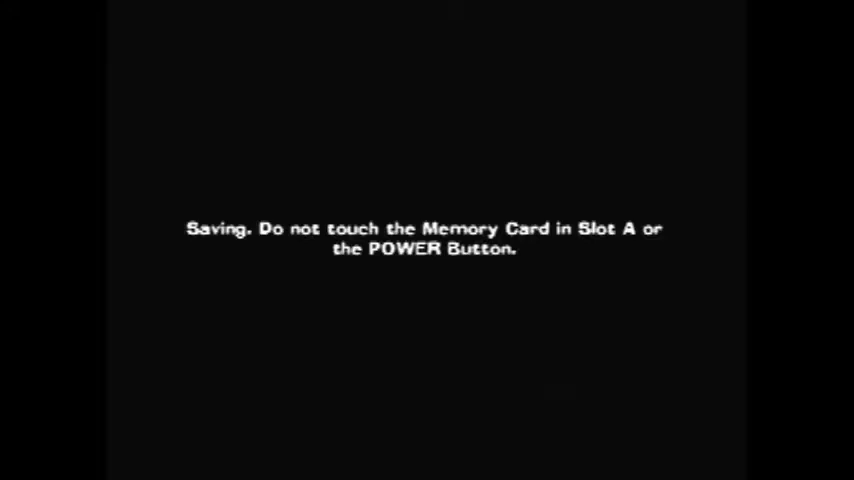 Saving. Do not touch the Memory Card in Slot A or
the POWER Button.